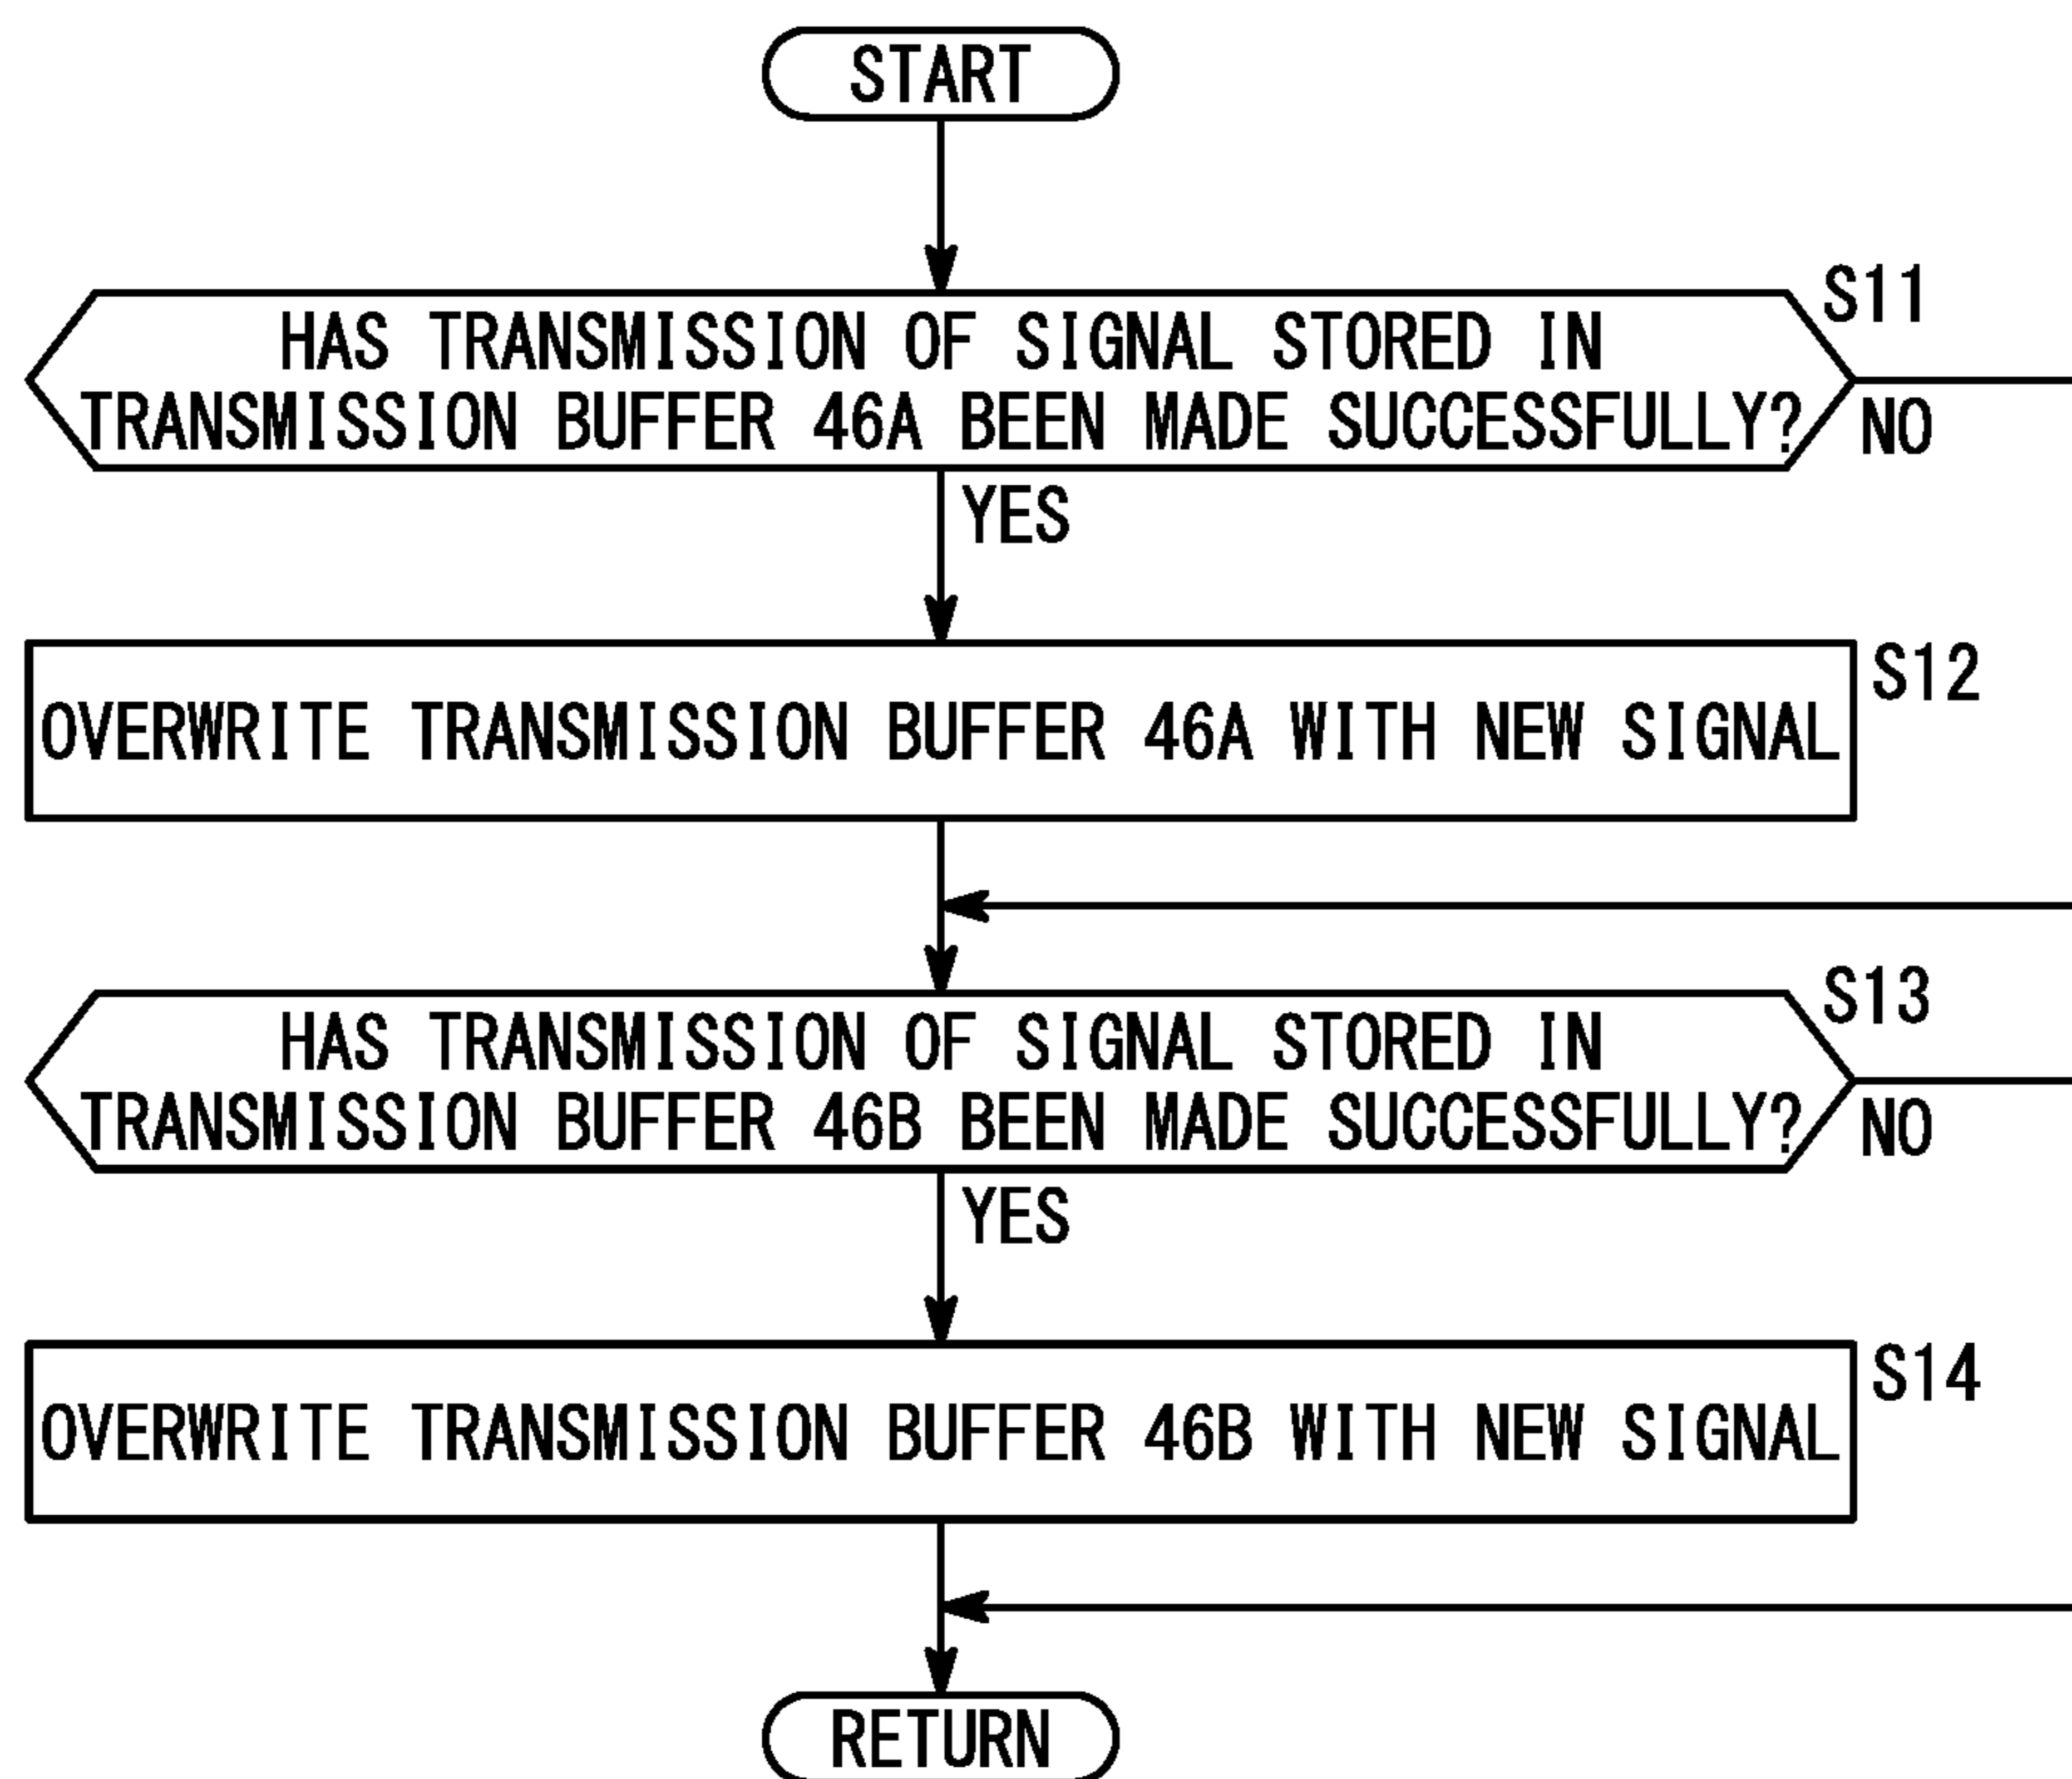 START
S11
HAS TRANSMISSION OF SIGNAL STORED IN
TRANSMISSION BUFFER 46A BEEN MADE SUCCESSFULLY?
NO
YES
S12
OVERWRITE TRANSMISSION BUFFER 46A WITH NEW SIGNAL
S13
HAS TRANSMISSION OF SIGNAL STORED IN
TRANSMISSION BUFFER 46B BEEN MADE SUCCESSFULLY?
NO
YES
S14
OVERWRITE TRANSMISSION BUFFER 46B WITH NEW SIGNAL
RETURN